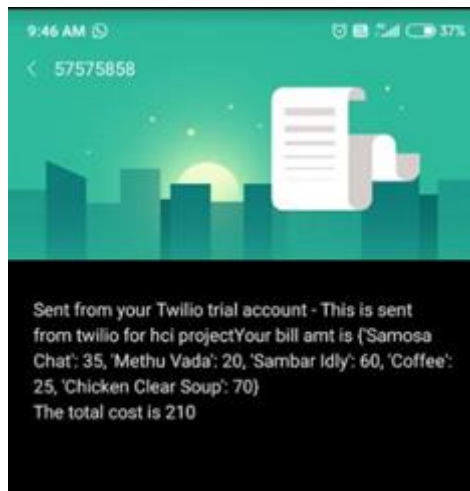 9:46 AM
37%
57575858
Sent from your Twilio trial account - This is sent
from twilio for hci projectYour bill amt is {'Samosa
Chat': 35, 'Methu Vada': 20, 'Sambar Idly': 60, 'Coffee':
25, 'Chicken Clear Soup': 70}
The total cost is 210